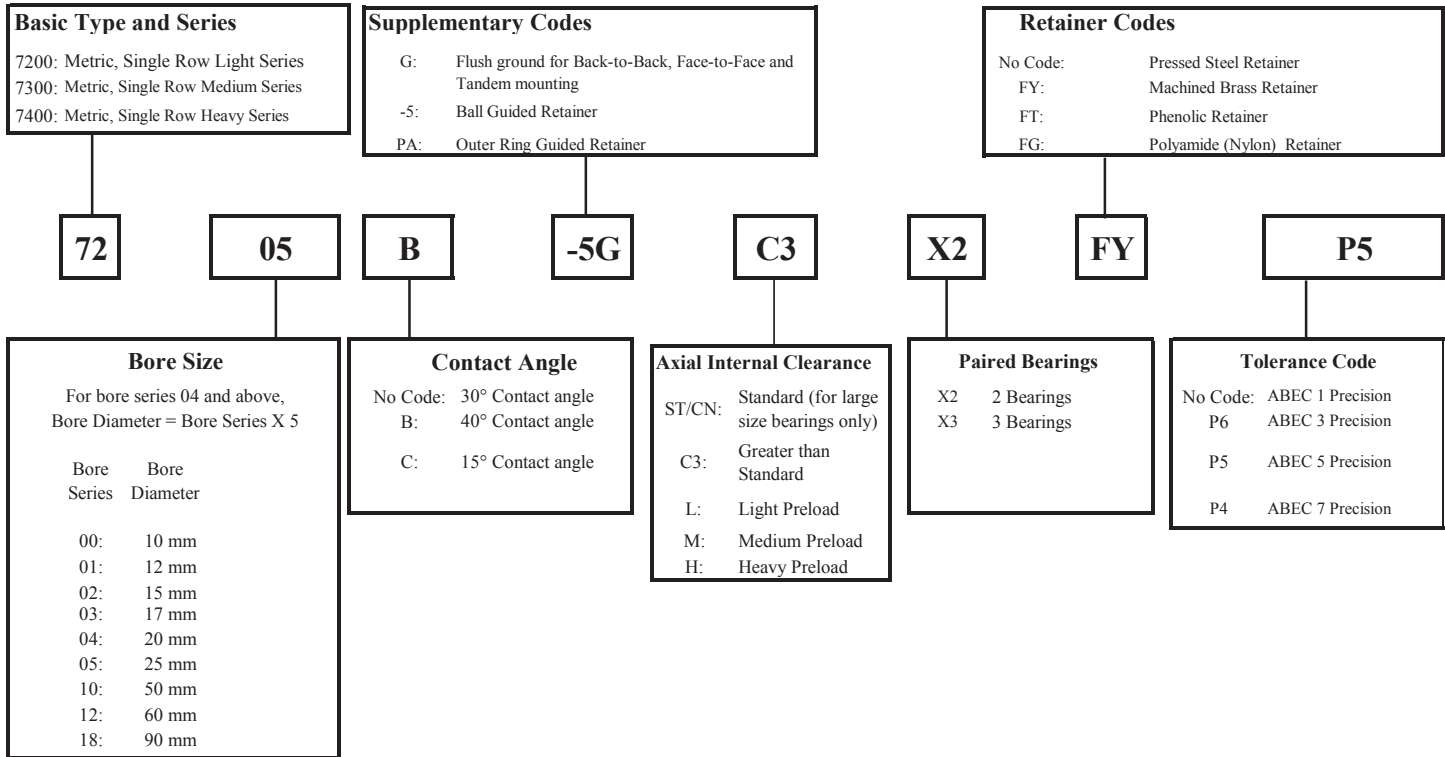 Basic Type and Series
7200: Metric, Single Row Light Series
7300: Metric, Single Row Medium Series
7400: Metric, Single Row Heavy Series
Supplementary Codes
G: Flush ground for Back-to-Back, Face-to-Face and
Tandem mounting
-5: Ball Guided Retainer
PA: Outer Ring Guided Retainer
Retainer Codes
No Code: Pressed Steel Retainer
FY: Machined Brass Retainer
FT: Phenolic Retainer
FG: Polyamide (Nylon) Retainer
72 05 B -5G C3 X2 FY P5
Bore Size
For bore series 04 and above,
Bore Diameter = Bore Series X 5
Bore Bore
Series Diameter
00: 10 mm
01: 12 mm
02: 15 mm
03: 17 mm
04: 20 mm
05: 25 mm
10: 50 mm
12: 60 mm
18: 90 mm
Contact Angle
No Code: 30° Contact angle
B: 40° Contact angle
C: 15° Contact angle
Axial Internal Clearance
ST/CN: Standard (for large
size bearings only)
C3: Greater than
Standard
L: Light Preload
M: Medium Preload
H: Heavy Preload
Paired Bearings
X2 2 Bearings
X3 3 Bearings
Tolerance Code
No Code: ABEC 1 Precision
P6 ABEC 3 Precision
P5 ABEC 5 Precision
P4 ABEC 7 Precision